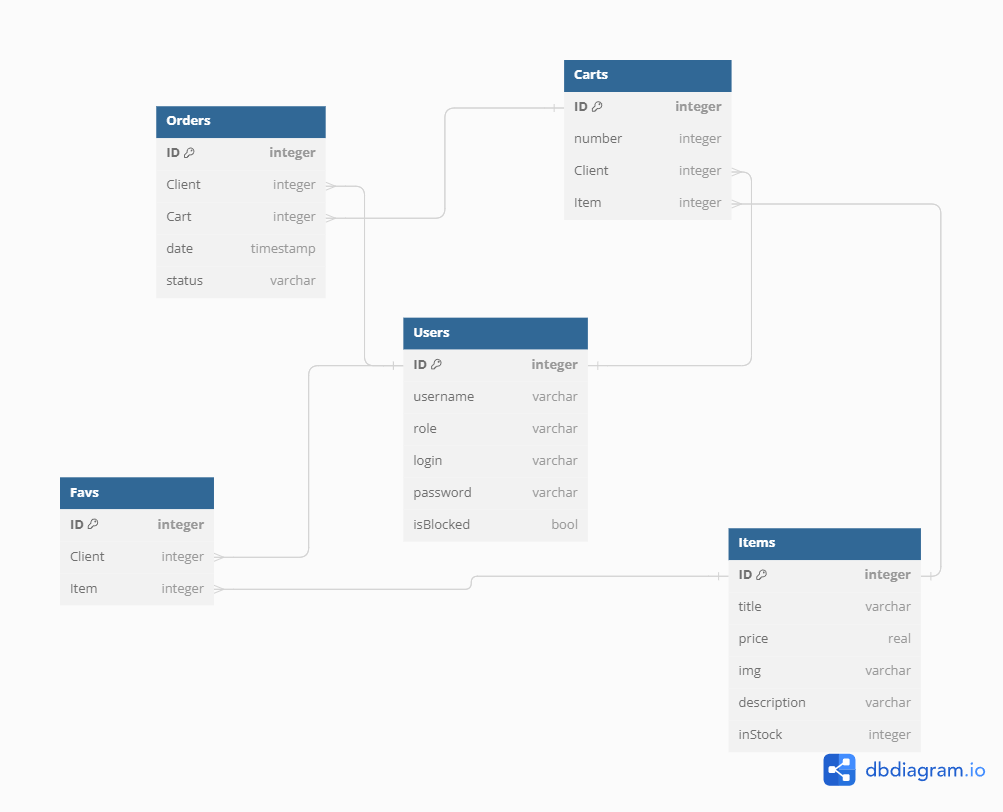 Carts
ID integer
number integer
Client integer
Item integer
Orders
ID integer
Client integer
Cart integer
date timestamp
status varchar
Users
ID integer
username varchar
role varchar
login varchar
password varchar
isBlocked bool
Favs
ID integer
Client integer
Item integer
Items
ID integer
title varchar
price real
img varchar
description varchar
inStock integer
dbdiagram.io